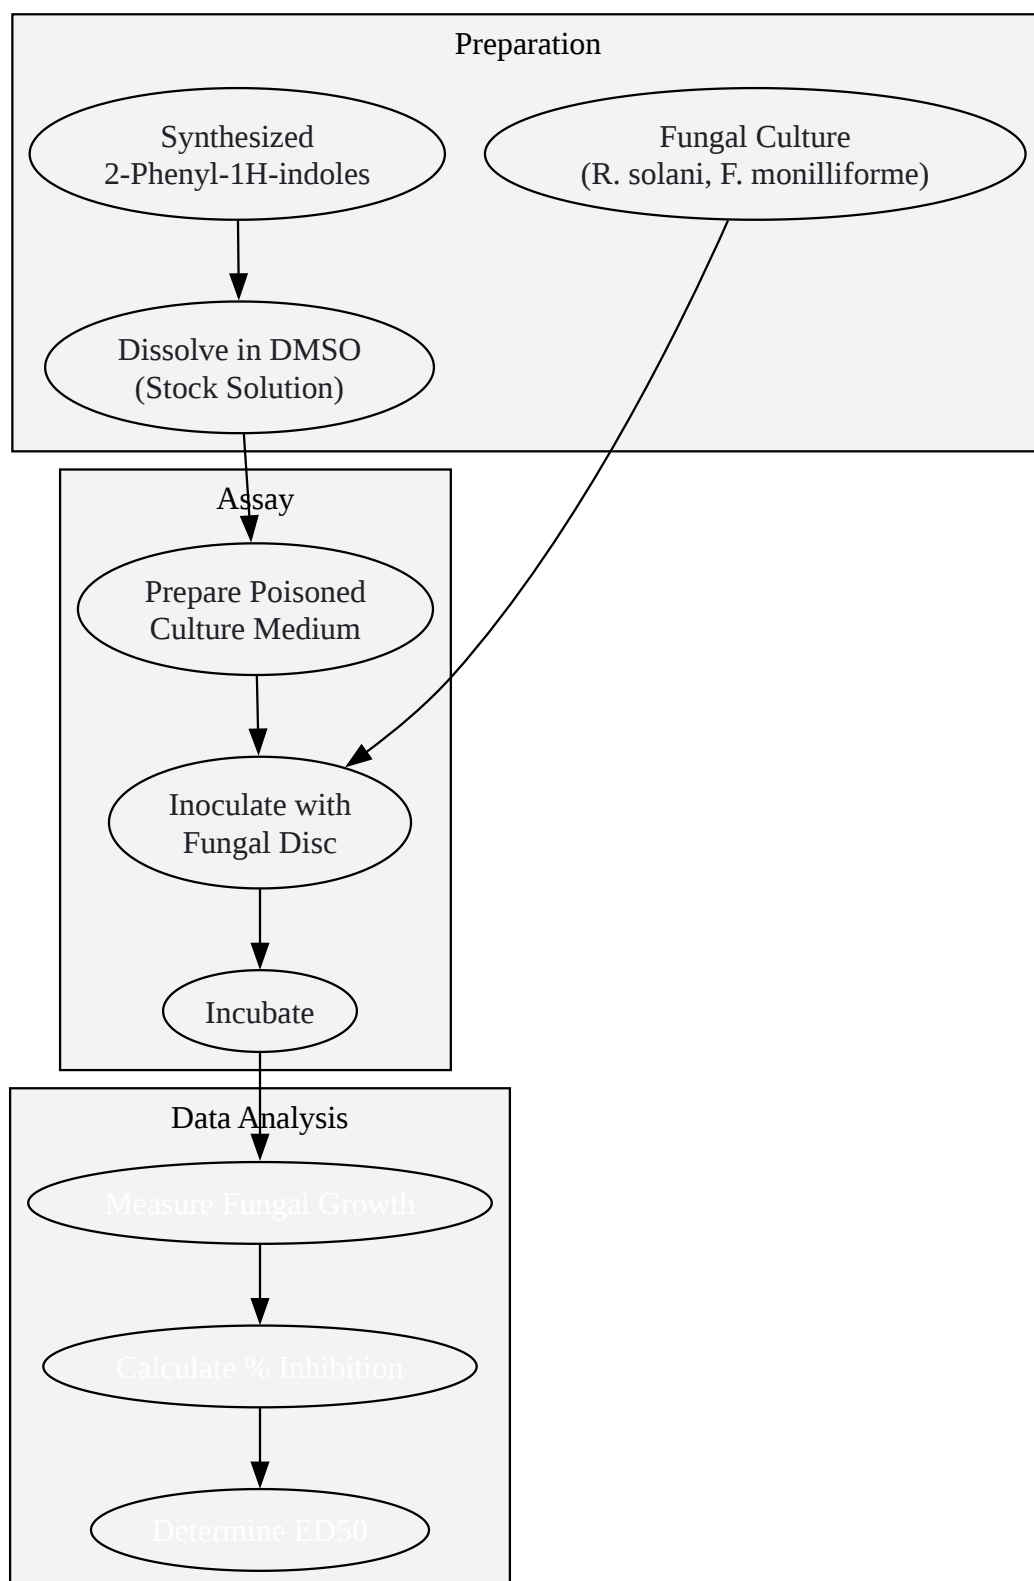 Preparation
Synthesized
2-Phenyl-1H-indoles
Fungal Culture
(R. solani, F. monilliforme)
Dissolve in DMSO
(Stock Solution)
Assay
Prepare Poisoned
Culture Medium
Inoculate with
Fungal Disc
Incubate
Data Analysis
Measure Fungal Growth
Calculate % Inhibition
Determine ED50